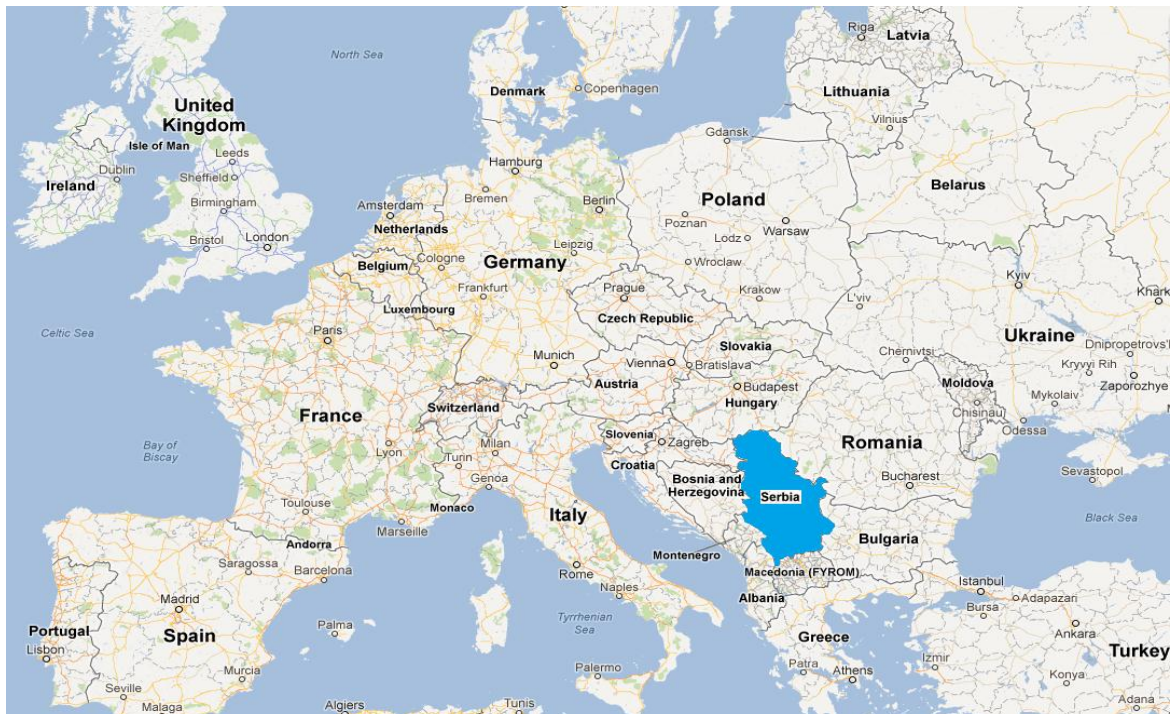 North Sea
Riga
Latvia
Denmark
Copenhagen
Lithuania
Vilnius
United
Kingdom
Isle of Man
Leeds
Dublin
Sheffield
Ireland
Birmingham
Bristol
London
Gdansk
Hamburg
Bremen
Berlin
Amsterdam
Netherlands
Poland
Poznan
Warsaw
Lodz
Belarus
Belgium
Cologne
Germany
Leipzig
Wroclaw
Frankfurt
Prague
Krakow
L'viv
Kyiv
Khark
Luxembourg
Czech Republic
Celtic Sea
Paris
Ukraine
Slovakia
Munich
Vienna
Bratislava
Chernivtsi
Dnipropetrovs'l
Kryvyi Rih
Zaporozhye
Austria
Budapest
Hungary
Moldova
Chisinau
Mykolaiv
Odessa
France
Switzerland
Bay of
Biscay
Lyon
Milan
Turin
Slovenia
Zagreb
Romania
Croatia
Genoa
Bosnia and
Herzegovina
Serbia
Bucharest
Sevastopol
Toulouse
Monaco
Marseille
Italy
Black Sea
Bulgaria
Andorra
Montenegro
Saragossa
Barcelona
Rome
Macedonia (FYROM)
Albania
Istanbul
Adapazari
Bursa
Naples
Madrid
Tyrrhenian
Sea
Portugal
Spain
Palma
Greece
Ankara
Lisbon
Turkey
Murcia
Palermo
Patra
Athens
Izmir
Konya
Seville
Malaga
Algiers
Tunis
Adana